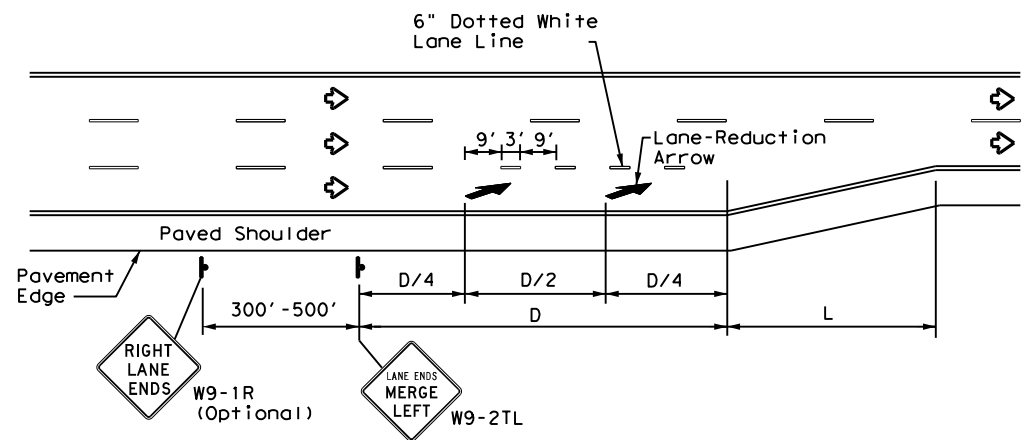 6" Dotted White
Lane Line
9' 3' 9'
Lane-Reduction
Arrow
Paved Shoulder
Pavement
Edge
D/4 D/2 D/4
300'-500' D L
RIGHT
LANE
ENDS
W9-1R
(Optional)
LANE ENDS
MERGE
LEFT
W9-2TL